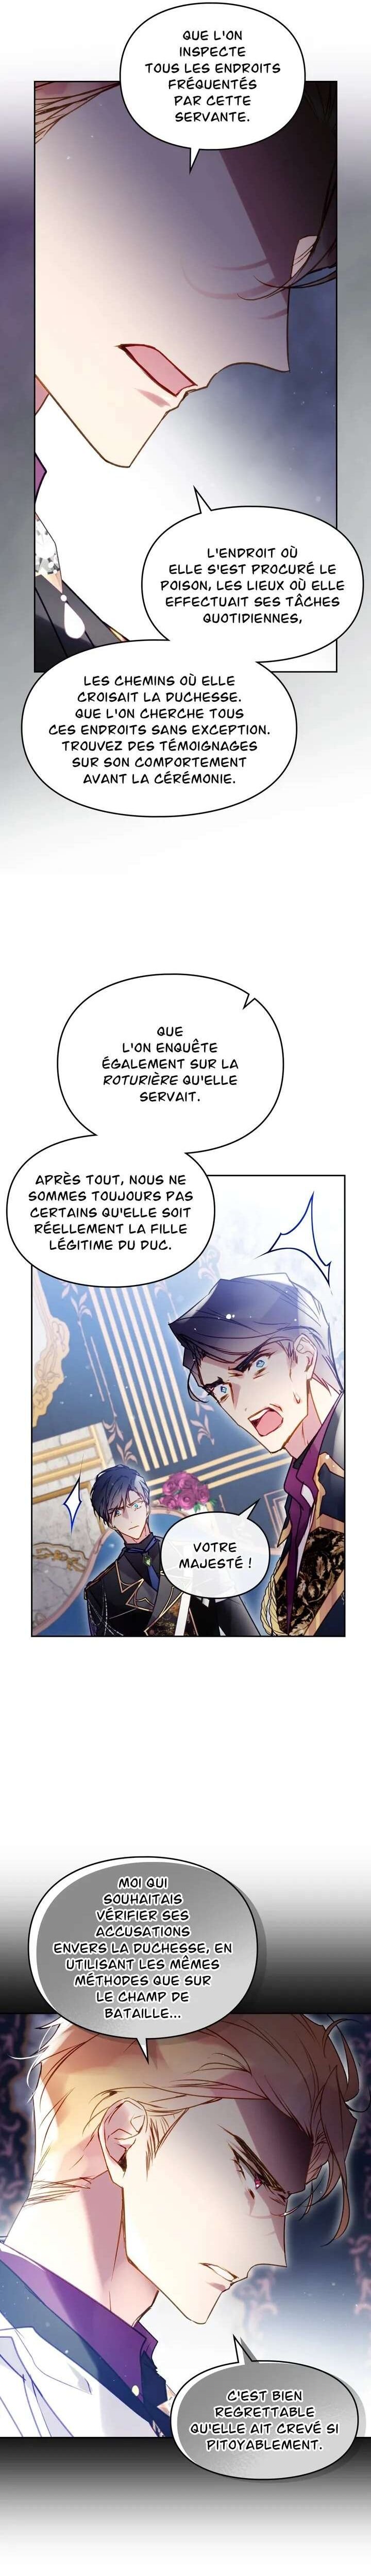 QUE L'ON
INSPECTE
TOUS LES ENDROITS
FRÉQUENTÉS
PAR CETTE
SERVANTE.
L'ENDROIT OÙ
ELLE S'EST PROCURÉ LE
POISON, LES LIEUX OÙ ELLE
EFFECTUAIT SES TÂCHES
QUOTIDIENNES,
LES CHEMINS OÙ ELLE
CROISAIT LA DUCHESSE.
QUE L'ON CHERCHE TOUS
CES ENDROITS SANS EXCEPTION.
TROUVEZ DES TÉMOIGNAGES
SUR SON COMPORTEMENT
AVANT LA CÉRÉMONIE.
QUE
L'ON ENQUÊTE
ÉGALEMENT SUR LA
ROTURIÈRE QU'ELLE
SERVAIT.
APRÈS TOUT, NOUS NE
SOMMES TOUJOURS PAS
CERTAINS QU'ELLE SOIT
RÉELLEMENT LA FILLE
LÉGITIME DU DUC.
VOTRE
MAJESTÉ !
MOI QUI
SOUHAITAIS
VÉRIFIER SES
ACCUSATIONS
ENVERS LA DUCHESSE, EN
UTILISANT LES MÊMES
MÉTHODES QUE SUR
LE CHAMP DE
BATAILLE...
C'EST BIEN
REGRETTABLE
QU'ELLE AIT CREVÉ SI
PITOYABLEMENT.